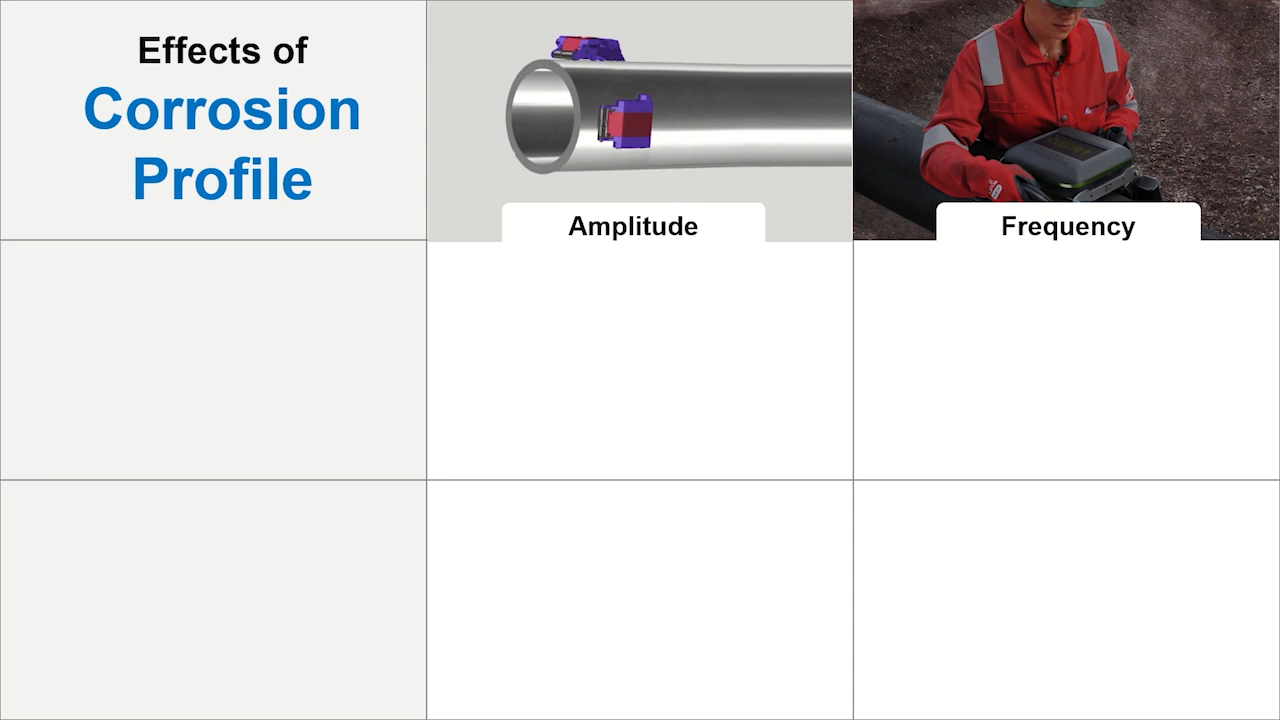 Effects of
Corrosion
Profile
Amplitude
Frequency